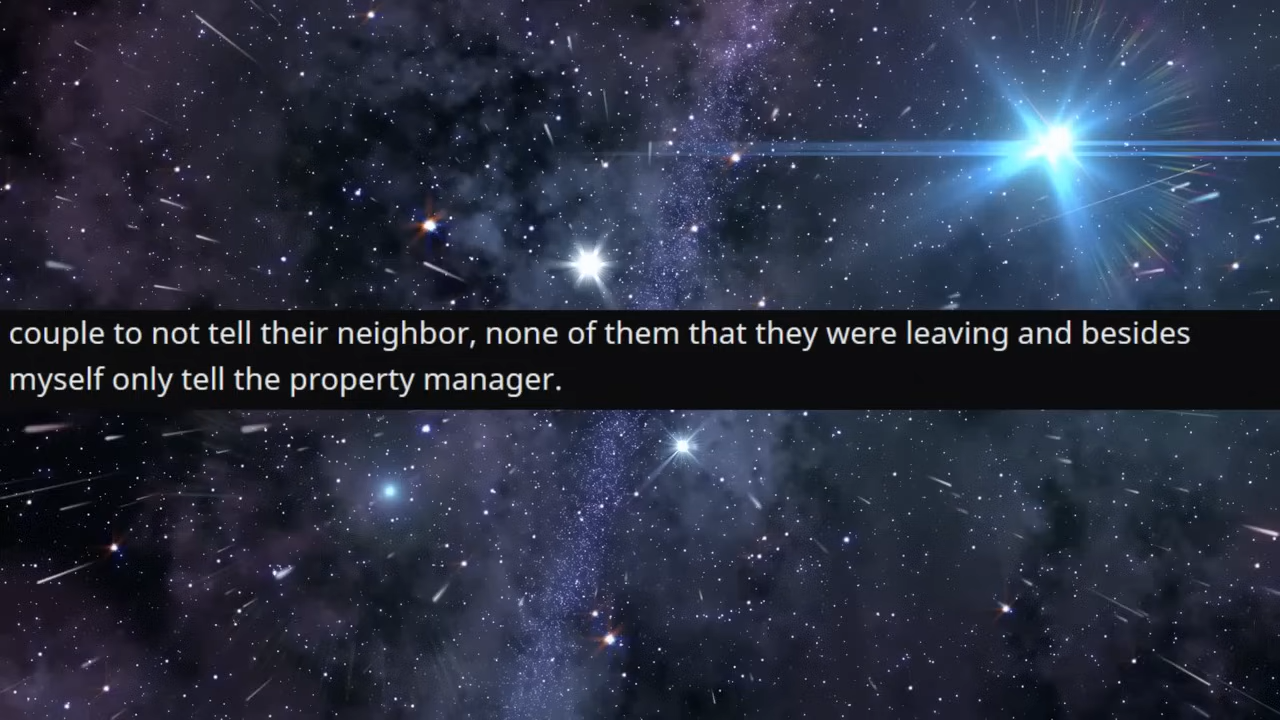 couple to not tell their neighbor, none of them that they were leaving and besides
myself only tell the property manager.